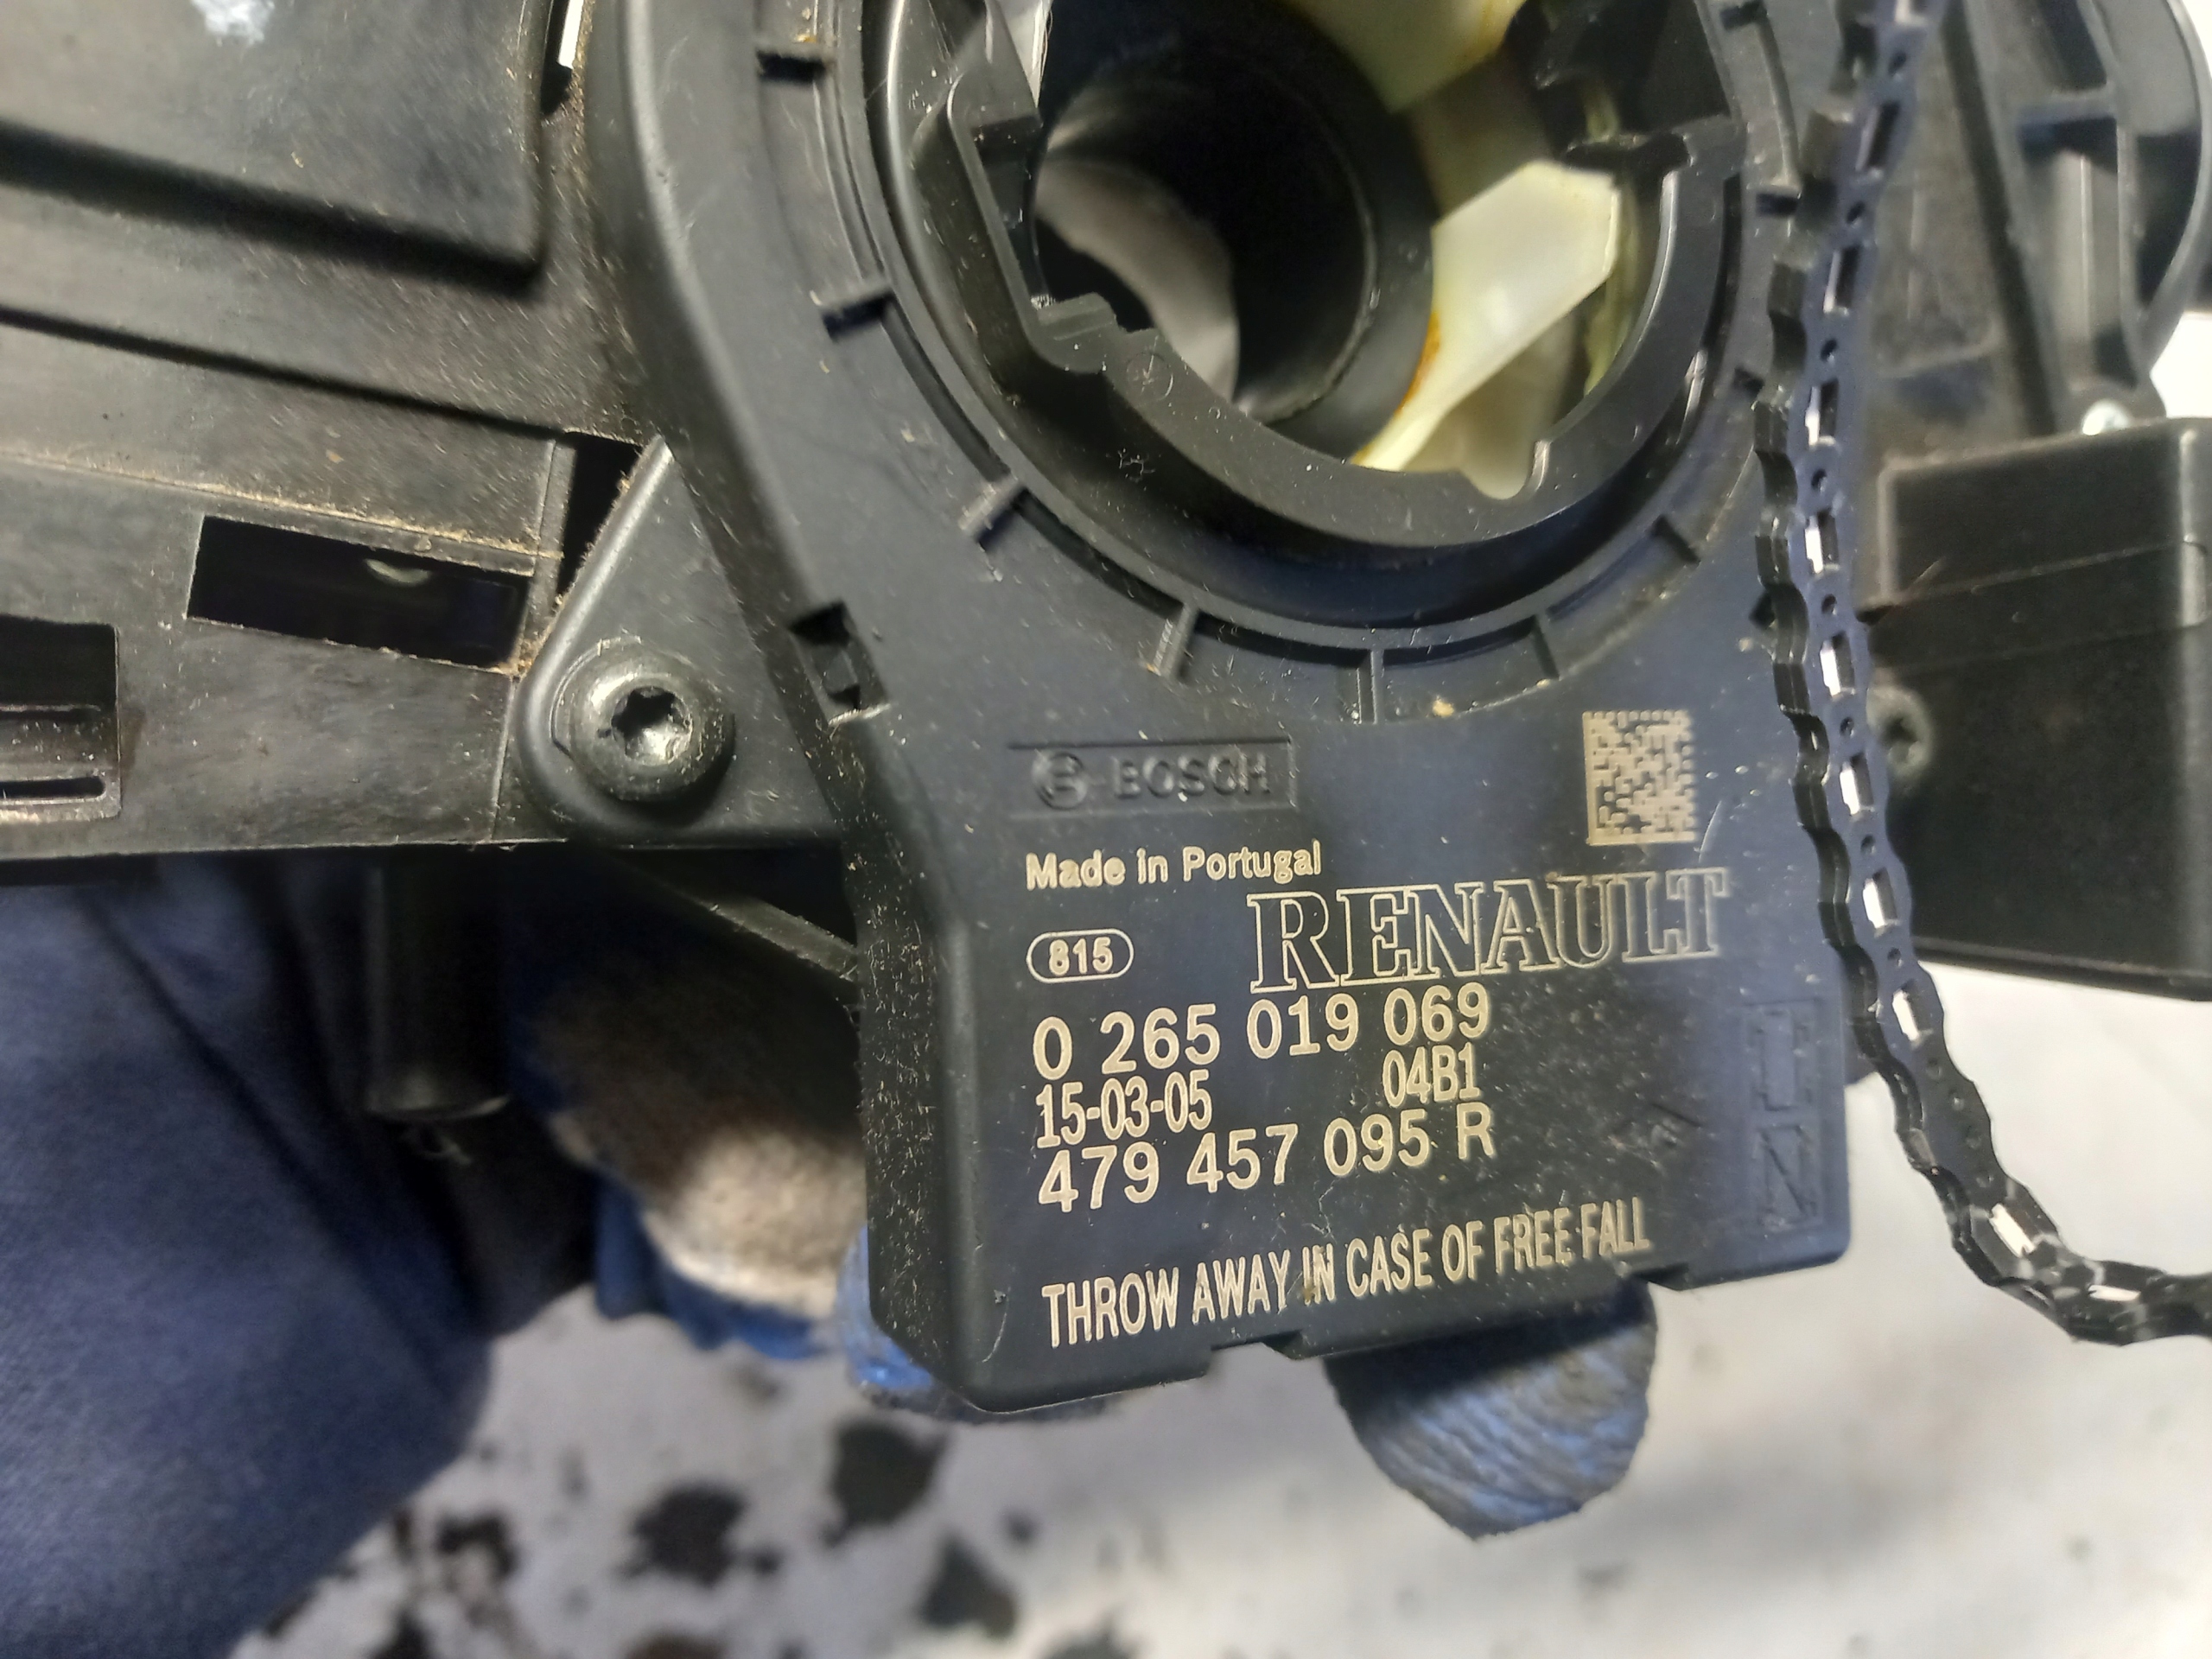 BOSCH
Made in Portugal
815
RENAULT
0 265 019 069
15-03-05 04B1
479 457 095 R
THROW AWAY IN CASE OF FREE FALL